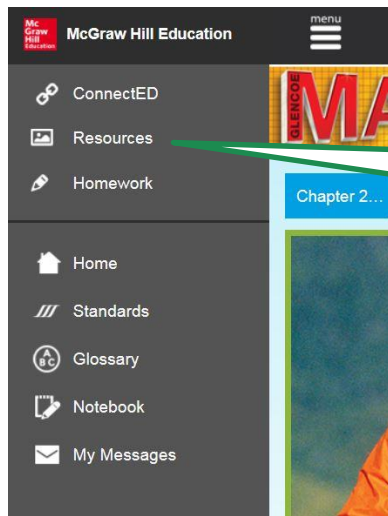 Mc
Graw
Hill
Education
McGraw Hill Education
menu
ConnectED
Resources
Homework
GLENCOE
MA
Chapter 2...
Home
Standards
ABC
Glossary
Notebook
My Messages